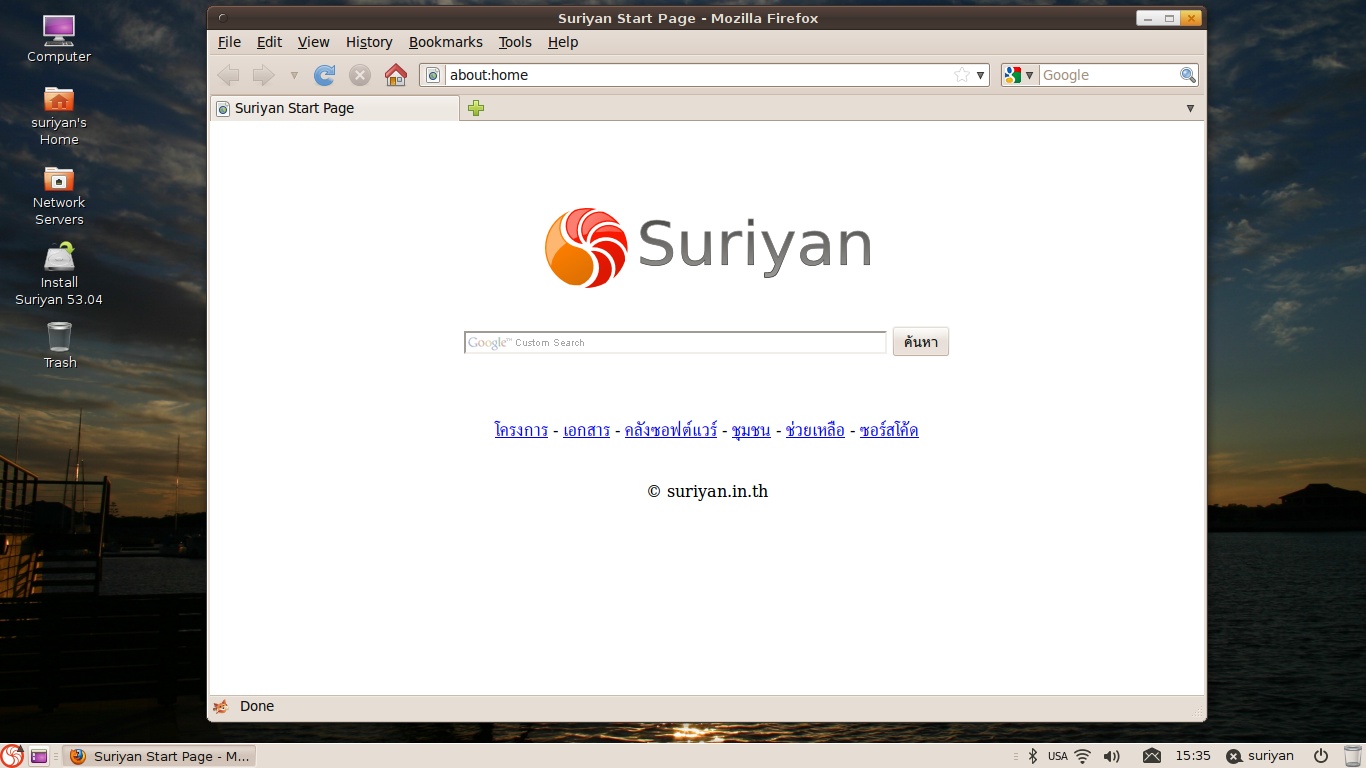 Computer
suriyan's
Home
Network
Servers
Install
Suriyan 53.04
Trash
Suriyan Start Page - Mozilla Firefox
File Edit View History Bookmarks Tools Help
about:home
Google
Suriyan Start Page
Suriyan
Google™ Custom Search
ค้นหา
โครงการ - เอกสาร - คลังซอฟต์แวร์ - ชุมชน - ช่วยเหลือ - ซอร์สโค้ด
© suriyan.in.th
Done
Suriyan Start Page - M...
USA
15:35
suriyan